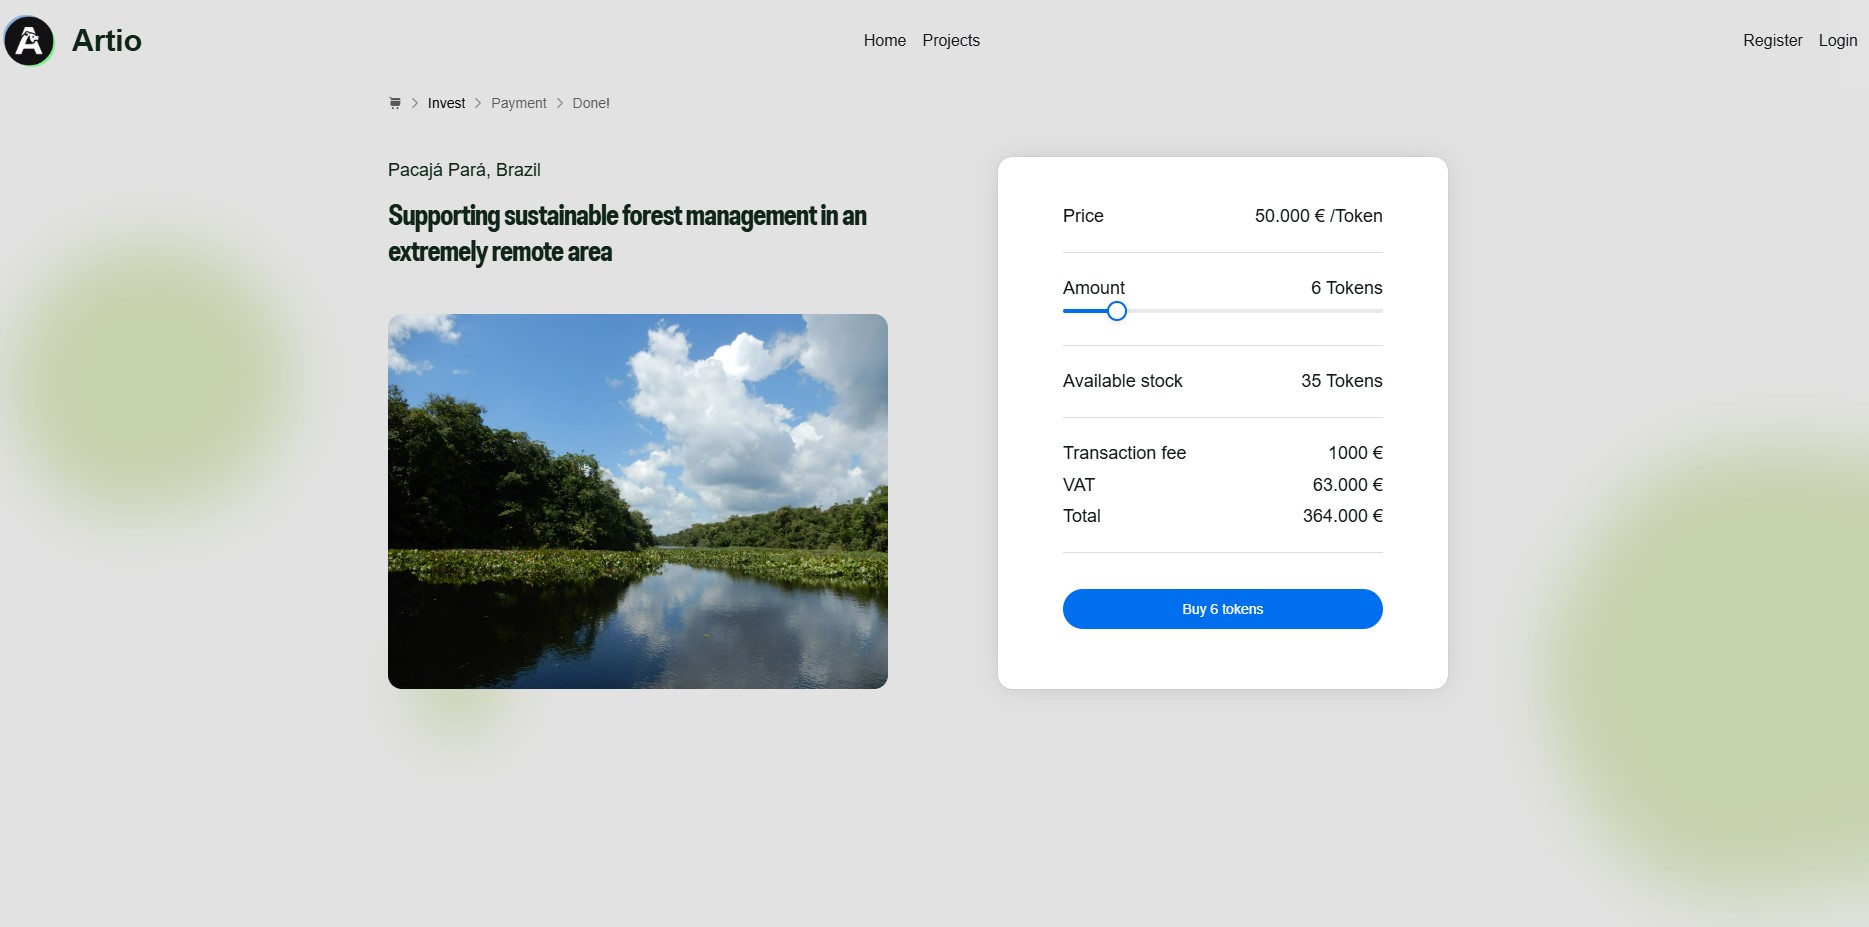 Artio
Home Projects
Register Login
Invest Payment Done!
Pacajá Pará, Brazil
Supporting sustainable forest management in an
extremely remote area
Price 50.000 € /Token
Amount 6 Tokens
Available stock 35 Tokens
Transaction fee 1000 €
VAT 63.000 €
Total 364.000 €
Buy 6 tokens